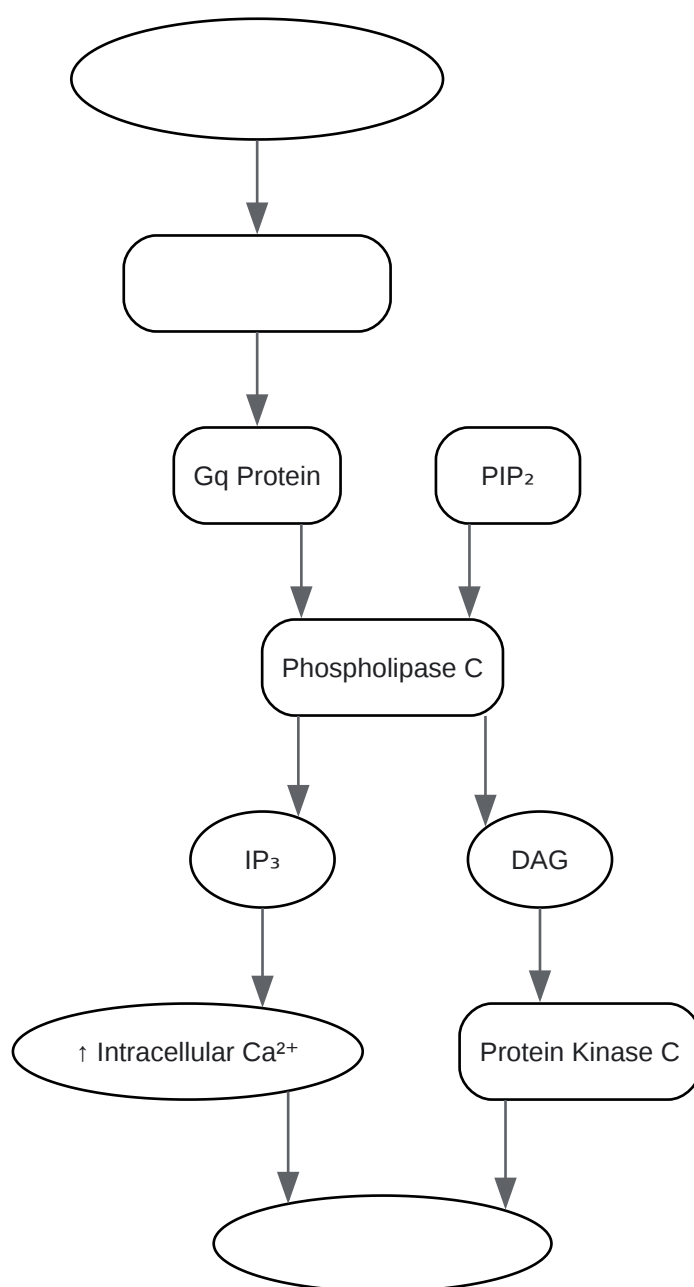 Gq Protein
PIP₂
Phospholipase C
IP₃
DAG
↑ Intracellular Ca²⁺
Protein Kinase C